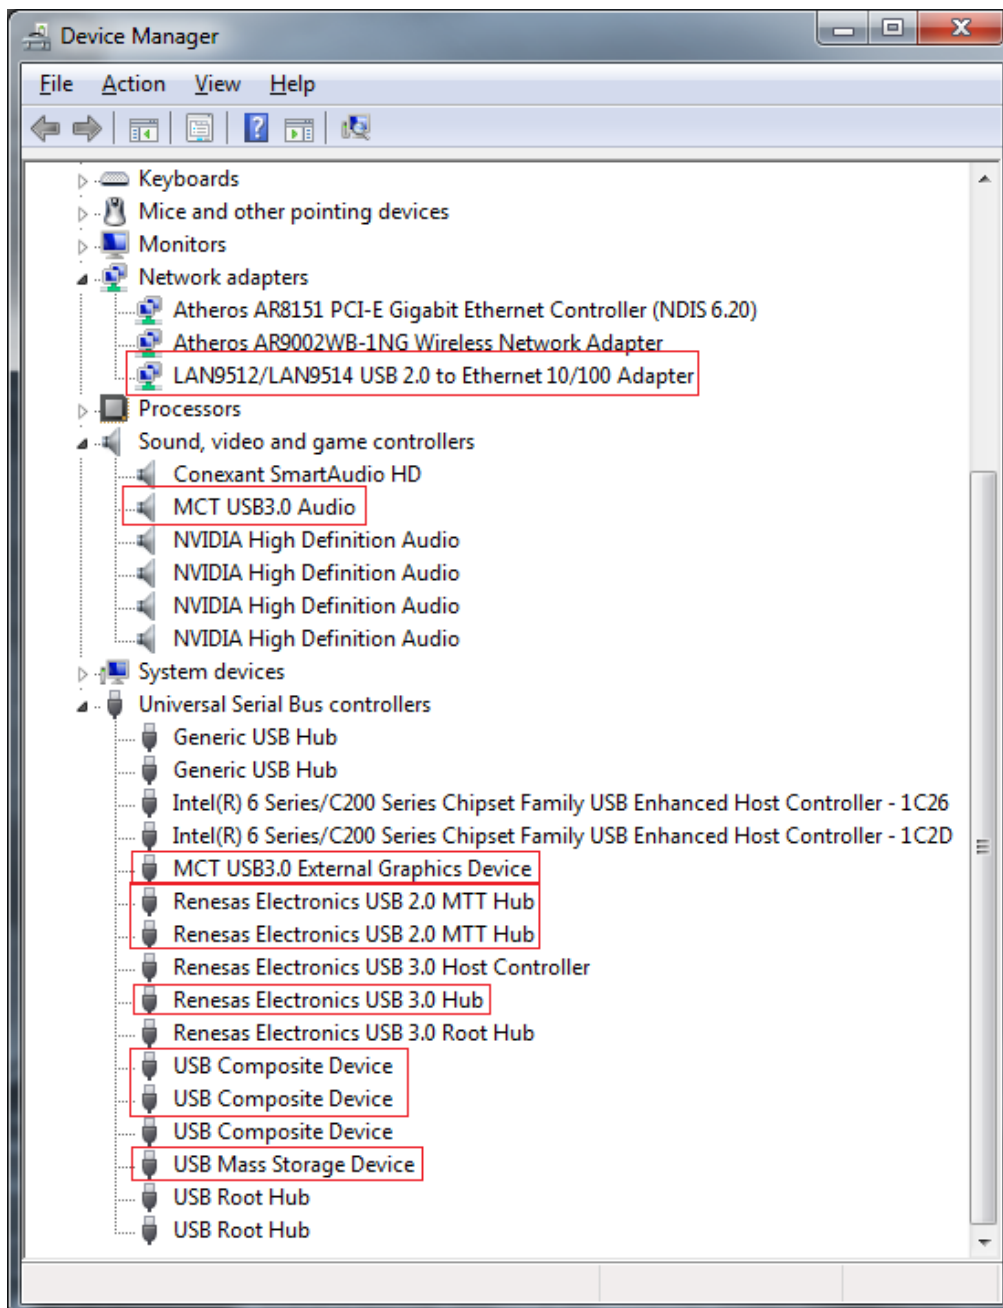 Device Manager
File Action View Help
Keyboards
Mice and other pointing devices
Monitors
Network adapters
Atheros AR8151 PCI-E Gigabit Ethernet Controller (NDIS 6.20)
Atheros AR9002WB-1NG Wireless Network Adapter
LAN9512/LAN9514 USB 2.0 to Ethernet 10/100 Adapter
Processors
Sound, video and game controllers
Conexant SmartAudio HD
MCT USB3.0 Audio
NVIDIA High Definition Audio
NVIDIA High Definition Audio
NVIDIA High Definition Audio
NVIDIA High Definition Audio
System devices
Universal Serial Bus controllers
Generic USB Hub
Generic USB Hub
Intel(R) 6 Series/C200 Series Chipset Family USB Enhanced Host Controller - 1C26
Intel(R) 6 Series/C200 Series Chipset Family USB Enhanced Host Controller - 1C2D
MCT USB3.0 External Graphics Device
Renesas Electronics USB 2.0 MTT Hub
Renesas Electronics USB 2.0 MTT Hub
Renesas Electronics USB 3.0 Host Controller
Renesas Electronics USB 3.0 Hub
Renesas Electronics USB 3.0 Root Hub
USB Composite Device
USB Composite Device
USB Composite Device
USB Mass Storage Device
USB Root Hub
USB Root Hub